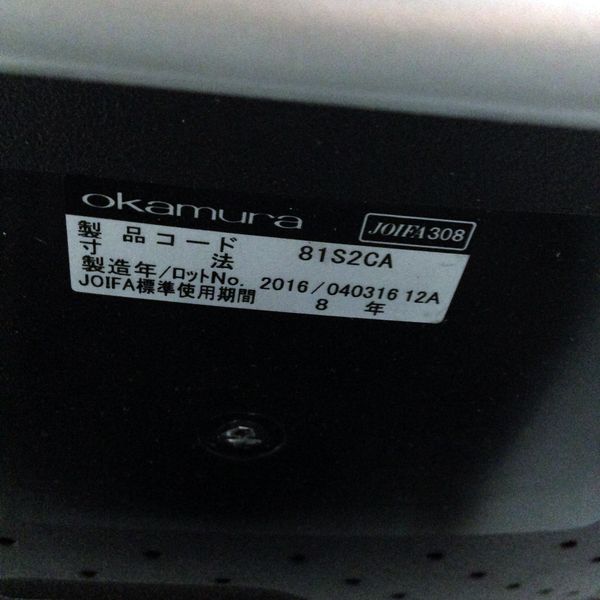 okamura
JOIFA308
製品コード 81S2CA
寸法
製造年/ロットNo. 2016/040316 12A
JOIFA標準使用期間 8年